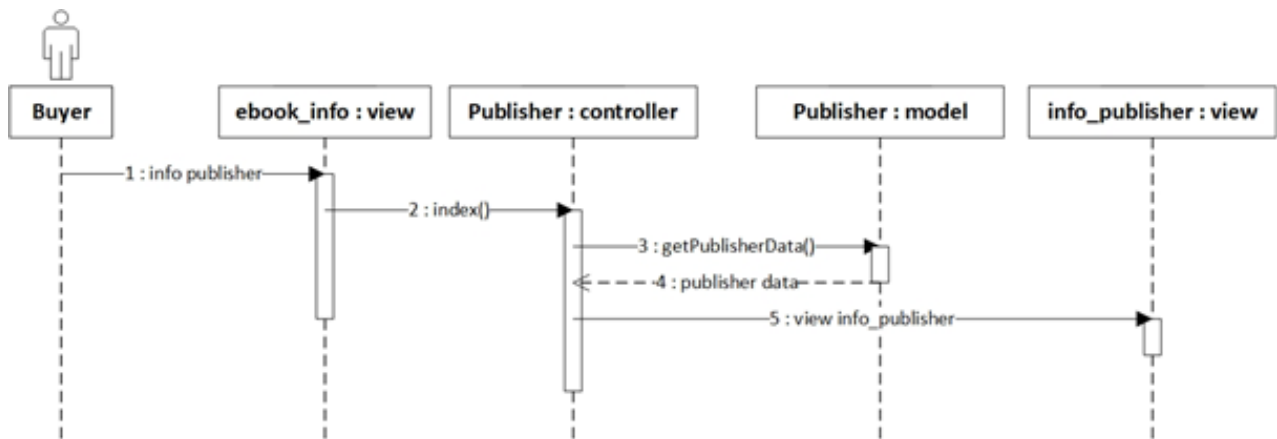 Buyer
ebook_info : view
Publisher : controller
Publisher : model
info_publisher : view
1 : info publisher
2 : index()
3 : getPublisherData()
4 : publisher data
5 : view info_publisher